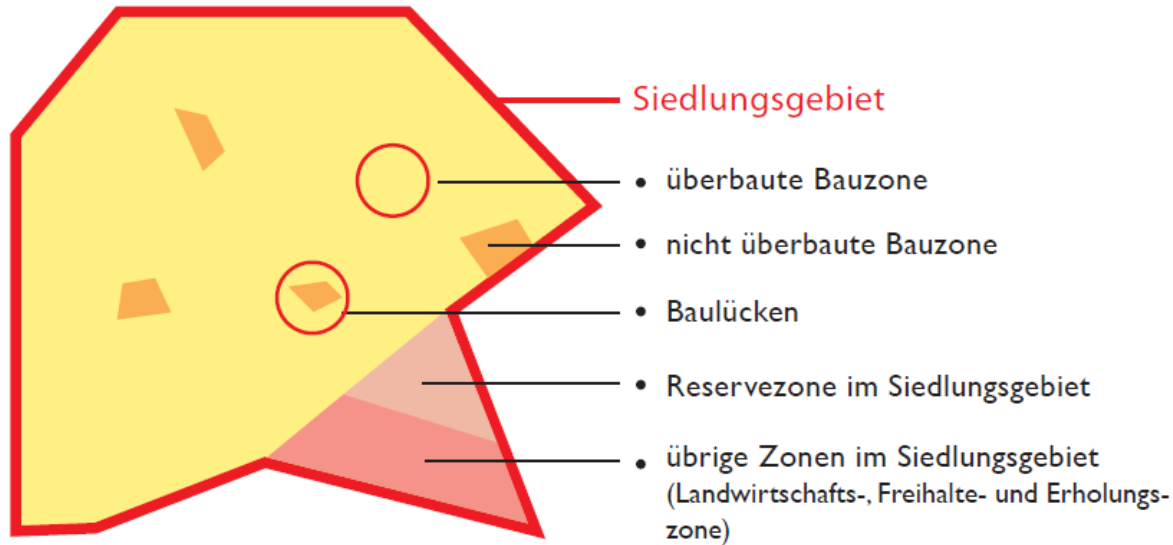 Siedlungsgebiet
• überbaute Bauzone
• nicht überbaute Bauzone
• Baulücken
• Reservezone im Siedlungsgebiet
• übrige Zonen im Siedlungsgebiet
(Landwirtschafts-, Freihalte- und Erholungs-
zone)